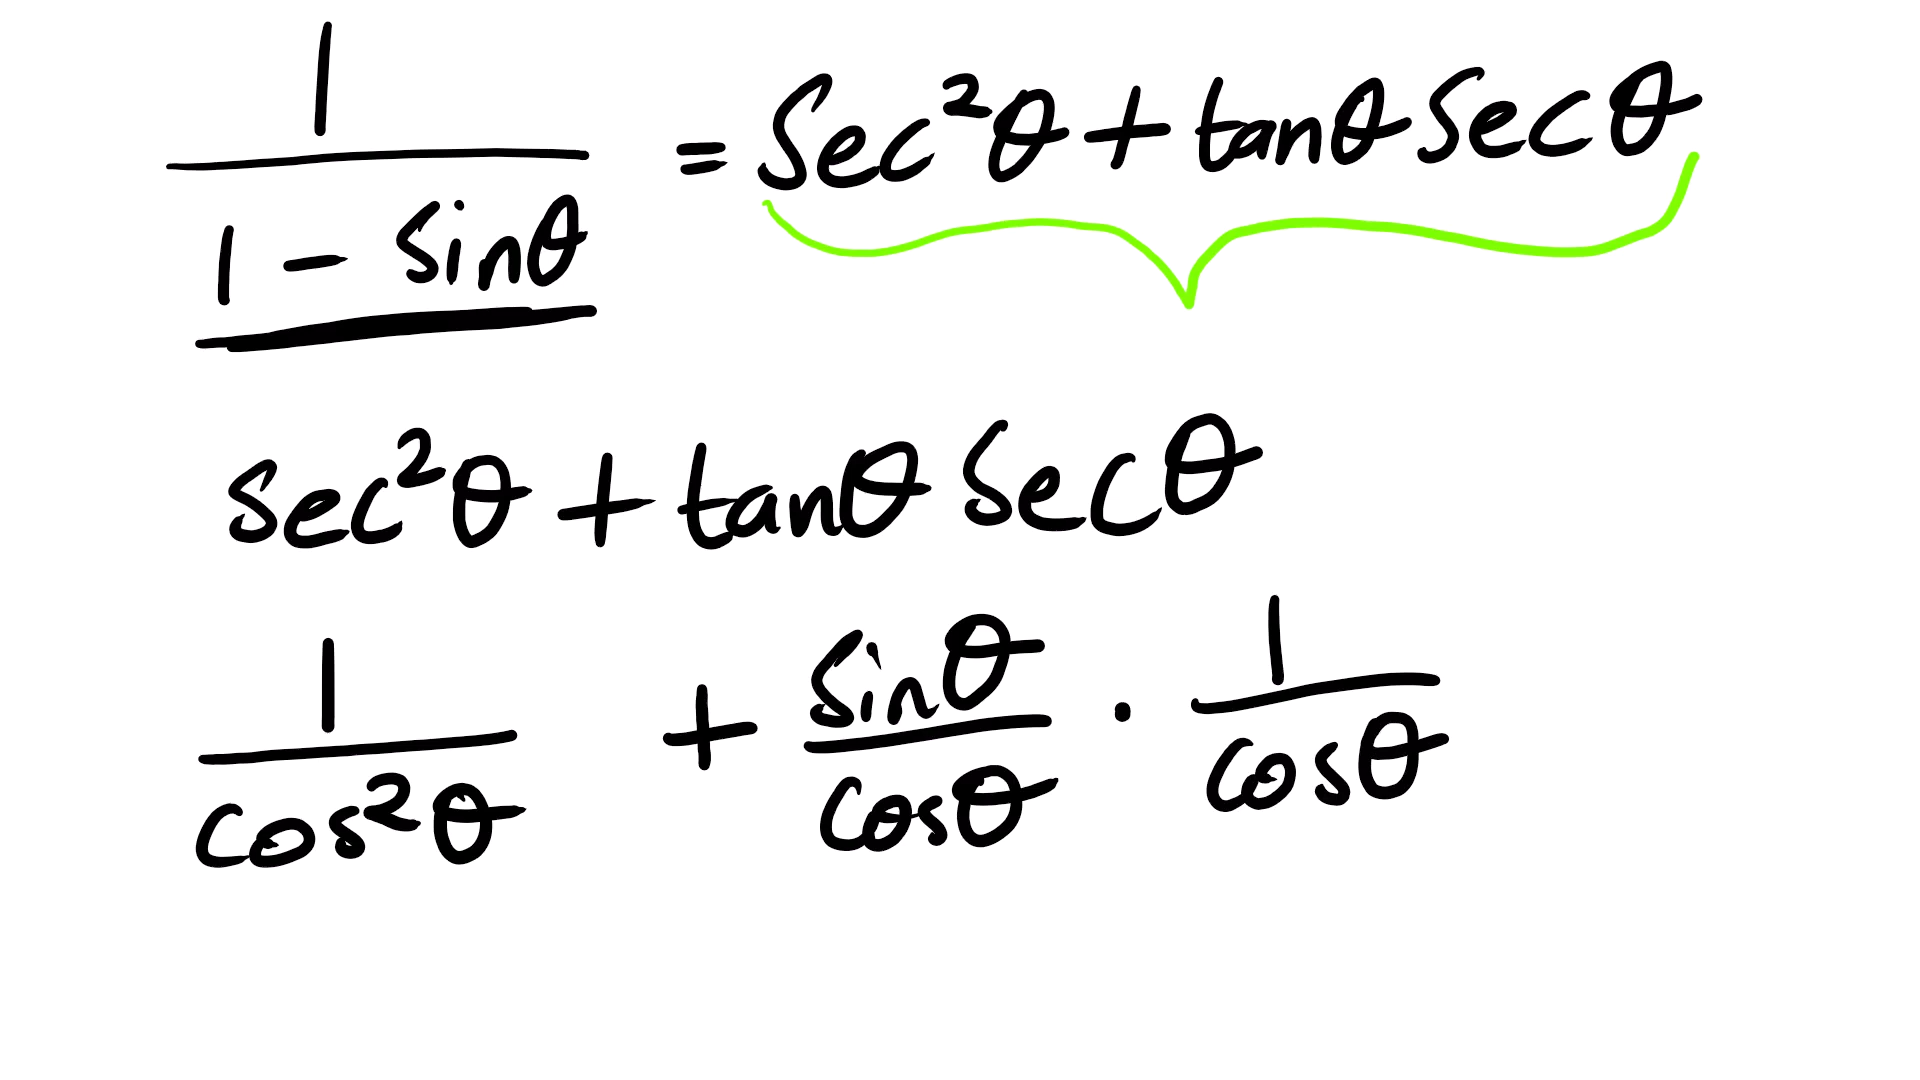 1/(1 - sinθ) = sec²θ + tanθ secθ
sec²θ + tanθ secθ
1/cos²θ + sinθ/cosθ · 1/cosθ